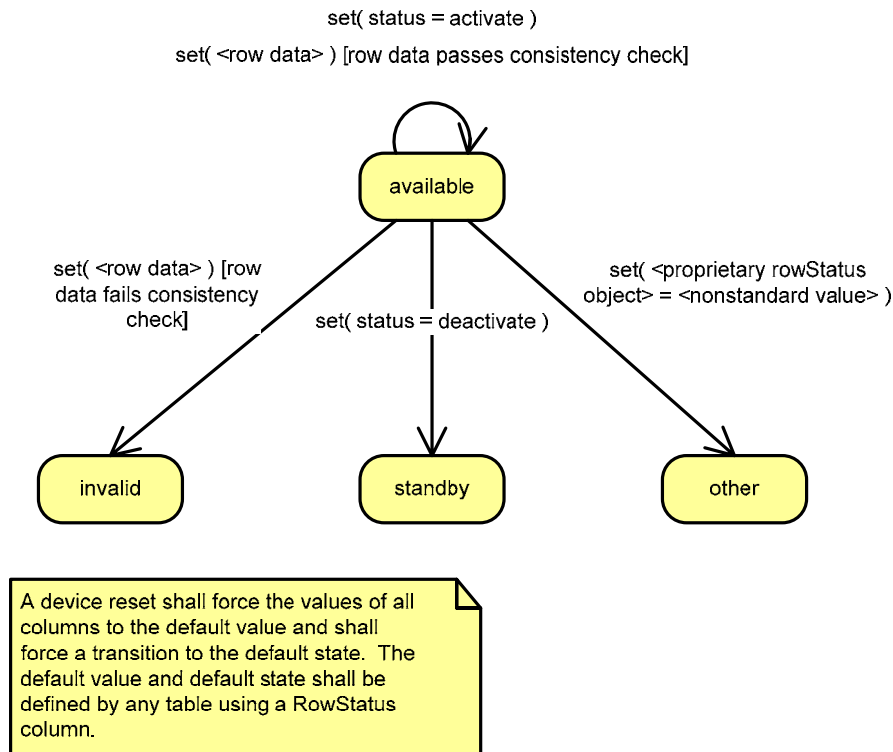 set( status = activate )
set( <row data> ) [row data passes consistency check]
available
set( <row data> ) [row
data fails consistency
check]
set( status = deactivate )
set( <proprietary rowStatus
object> = <nonstandard value> )
invalid
standby
other
A device reset shall force the values of all
columns to the default value and shall
force a transition to the default state.  The
default value and default state shall be
defined by any table using a RowStatus
column.